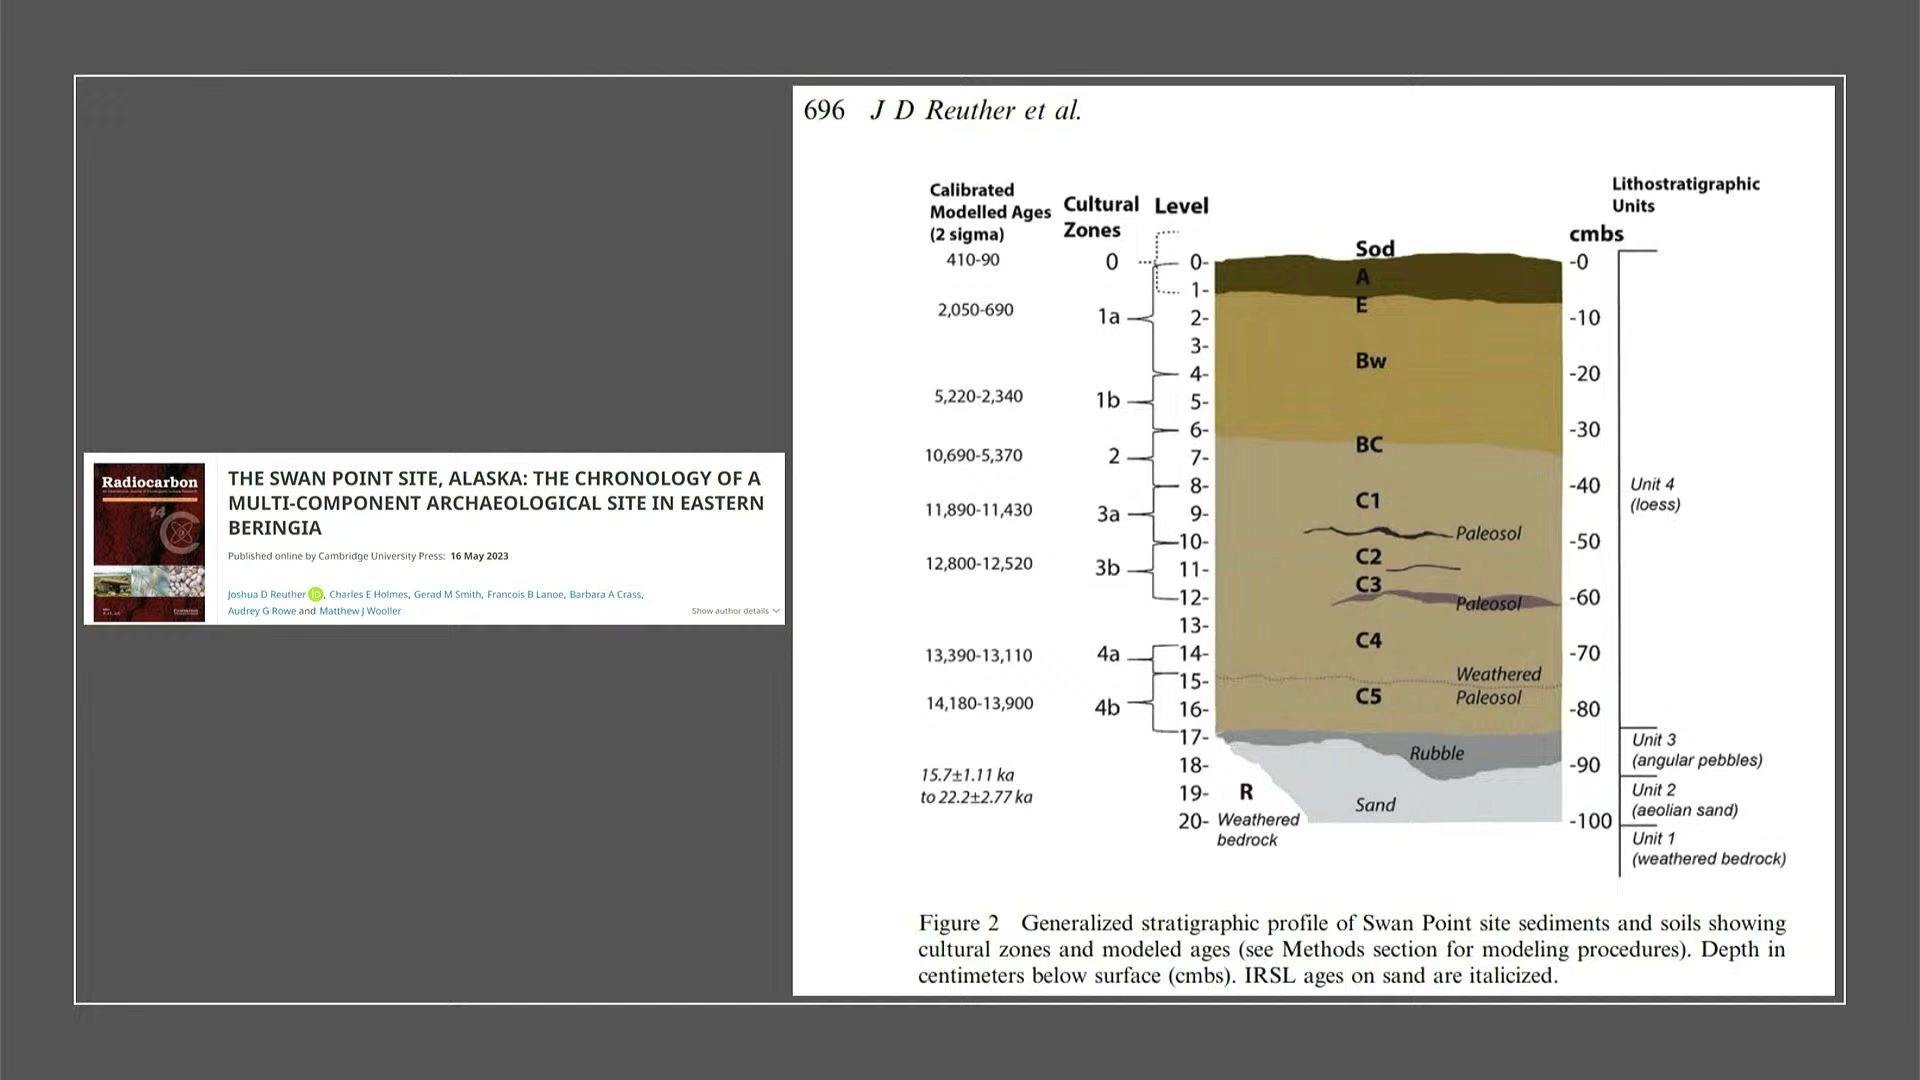 Radiocarbon
14
THE SWAN POINT SITE, ALASKA: THE CHRONOLOGY OF A
MULTI-COMPONENT ARCHAEOLOGICAL SITE IN EASTERN
BERINGIA
Published online by Cambridge University Press: 16 May 2023
Joshua D Reuther iD, Charles E Holmes, Gerad M Smith, Francois B Lanoe, Barbara A Crass,
Audrey G Rowe and Matthew J Wooller
Show author details
696 J D Reuther et al.
Calibrated
Modelled Ages
(2 sigma)
Cultural
Zones
Level
Lithostratigraphic
Units
cmbs
410-90
2,050-690
5,220-2,340
10,690-5,370
11,890-11,430
12,800-12,520
13,390-13,110
14,180-13,900
15.7±1.11 ka
to 22.2±2.77 ka
0
1a
1b
2
3a
3b
4a
4b
0-
1-
2-
3-
4-
5-
6-
7-
8-
9-
10-
11-
12-
13-
14-
15-
16-
17-
18-
19-
20-
Sod
A
E
Bw
BC
C1
Paleosol
C2
C3
Paleosol
C4
Weathered
C5
Paleosol
Rubble
R
Sand
Weathered
bedrock
-0
-10
-20
-30
-40
-50
-60
-70
-80
-90
-100
Unit 4
(loess)
Unit 3
(angular pebbles)
Unit 2
(aeolian sand)
Unit 1
(weathered bedrock)
Figure 2 Generalized stratigraphic profile of Swan Point site sediments and soils showing
cultural zones and modeled ages (see Methods section for modeling procedures). Depth in
centimeters below surface (cmbs). IRSL ages on sand are italicized.